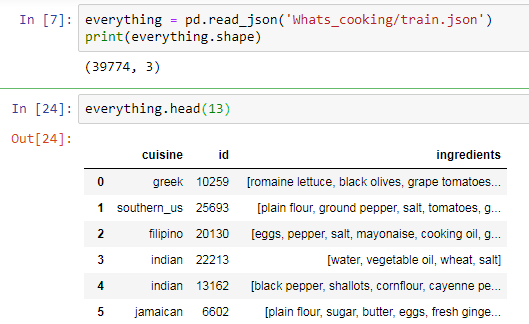 In [7]: everything = pd.read_json('Whats_cooking/train.json')
print(everything.shape)
(39774, 3)
In [24]: everything.head(13)
Out[24]:
cuisine id ingredients
0 greek 10259 [romaine lettuce, black olives, grape tomatoes...
1 southern_us 25693 [plain flour, ground pepper, salt, tomatoes, g...
2 filipino 20130 [eggs, pepper, salt, mayonaise, cooking oil, g...
3 indian 22213 [water, vegetable oil, wheat, salt]
4 indian 13162 [black pepper, shallots, cornflour, cayenne pe...
5 jamaican 6602 [plain flour, sugar, butter, eggs, fresh ginge...